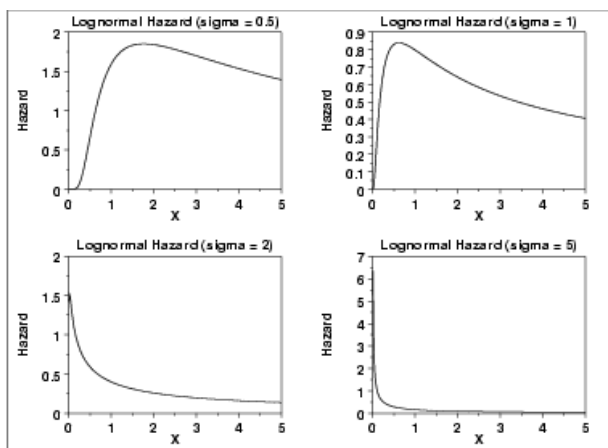 Lognormal Hazard (sigma = 0.5)
Hazard
2
1.5
1
0.5
0
0 1 2 3 4 5
X
Lognormal Hazard (sigma = 1)
Hazard
0.9
0.8
0.7
0.6
0.5
0.4
0.3
0.2
0.1
0
0 1 2 3 4 5
X
Lognormal Hazard (sigma = 2)
Hazard
2
1.5
1
0.5
0
0 1 2 3 4 5
X
Lognormal Hazard (sigma = 5)
Hazard
7
6
5
4
3
2
1
0
0 1 2 3 4 5
X